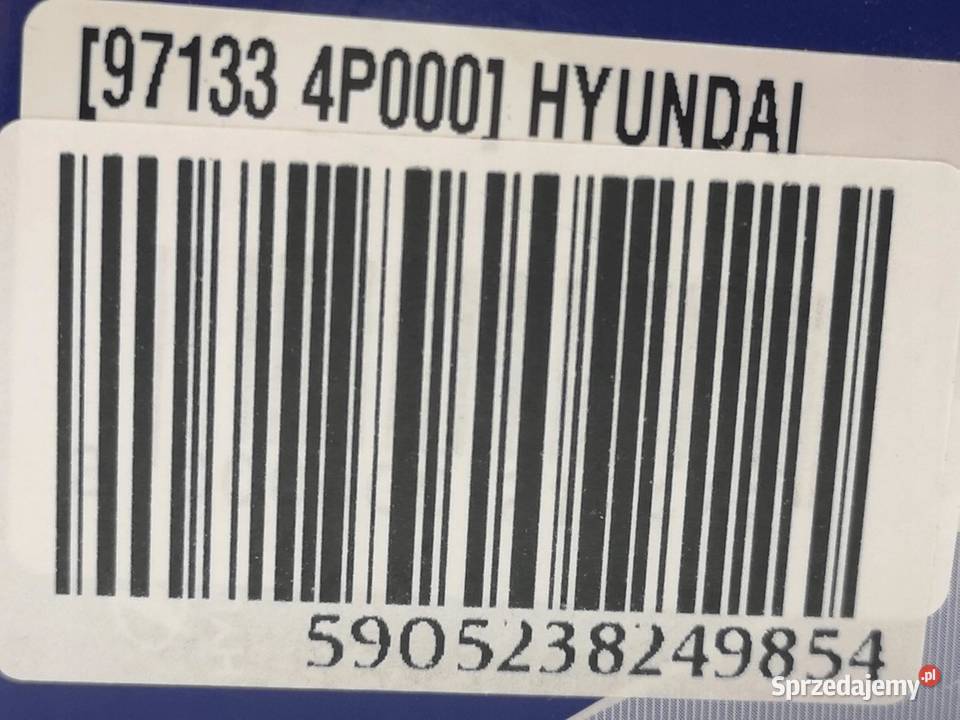 [97133 4P000] HYUNDAI
5905238249854
Sprzedajemy.pl